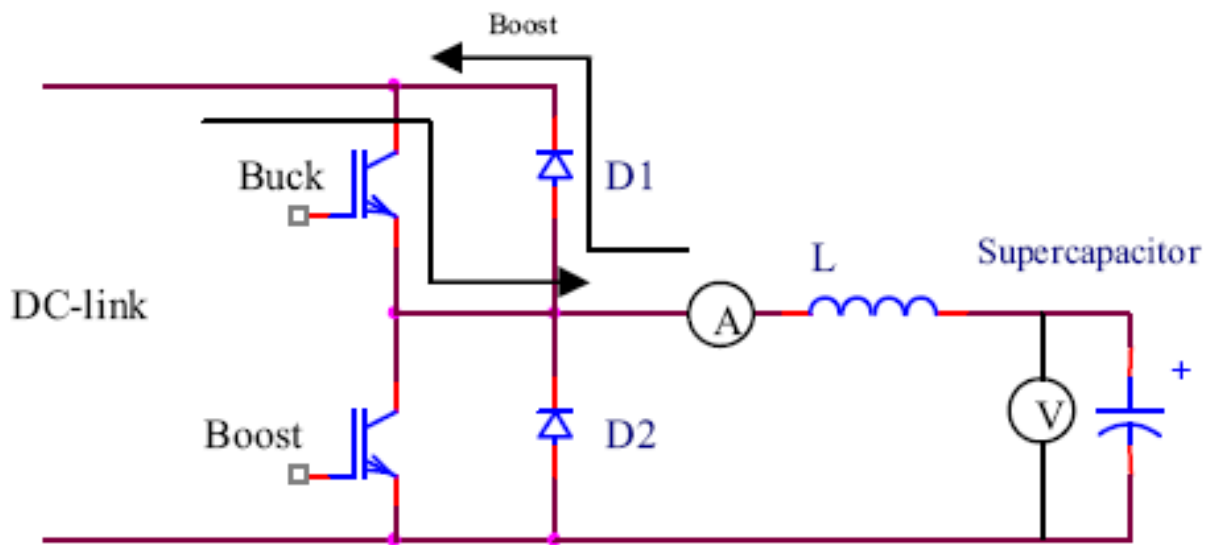 Boost
Buck
D1
L
Supercapacitor
DC-link
A
+
V
Boost
D2